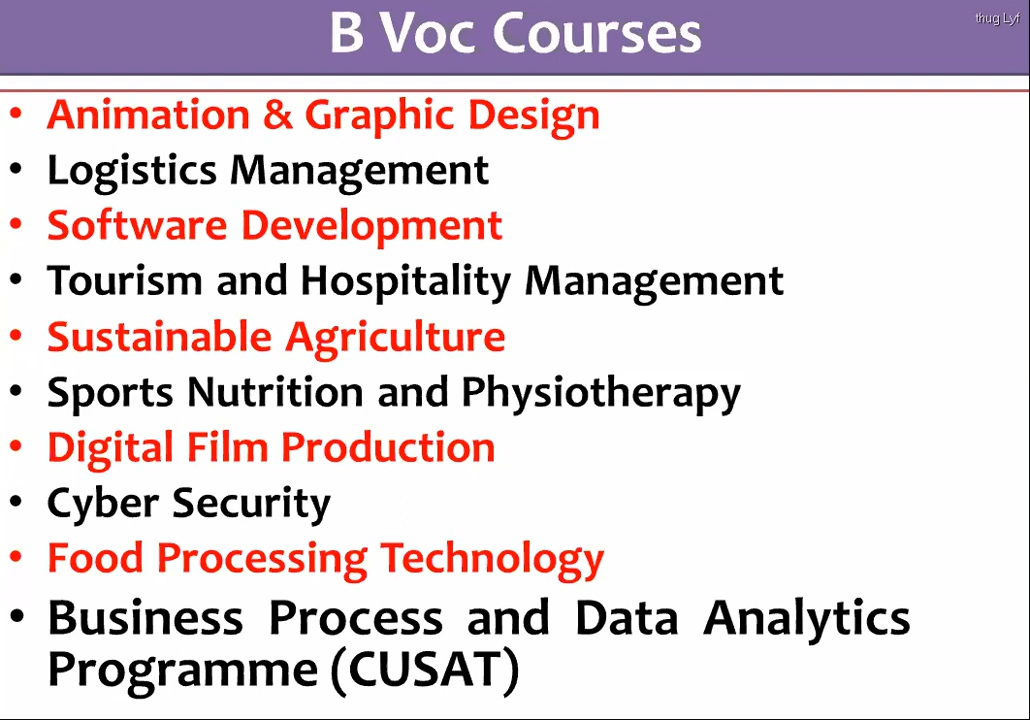 B Voc Courses
thug Lyf
• Animation & Graphic Design
• Logistics Management
• Software Development
• Tourism and Hospitality Management
• Sustainable Agriculture
• Sports Nutrition and Physiotherapy
• Digital Film Production
• Cyber Security
• Food Processing Technology
• Business Process and Data Analytics
Programme (CUSAT)